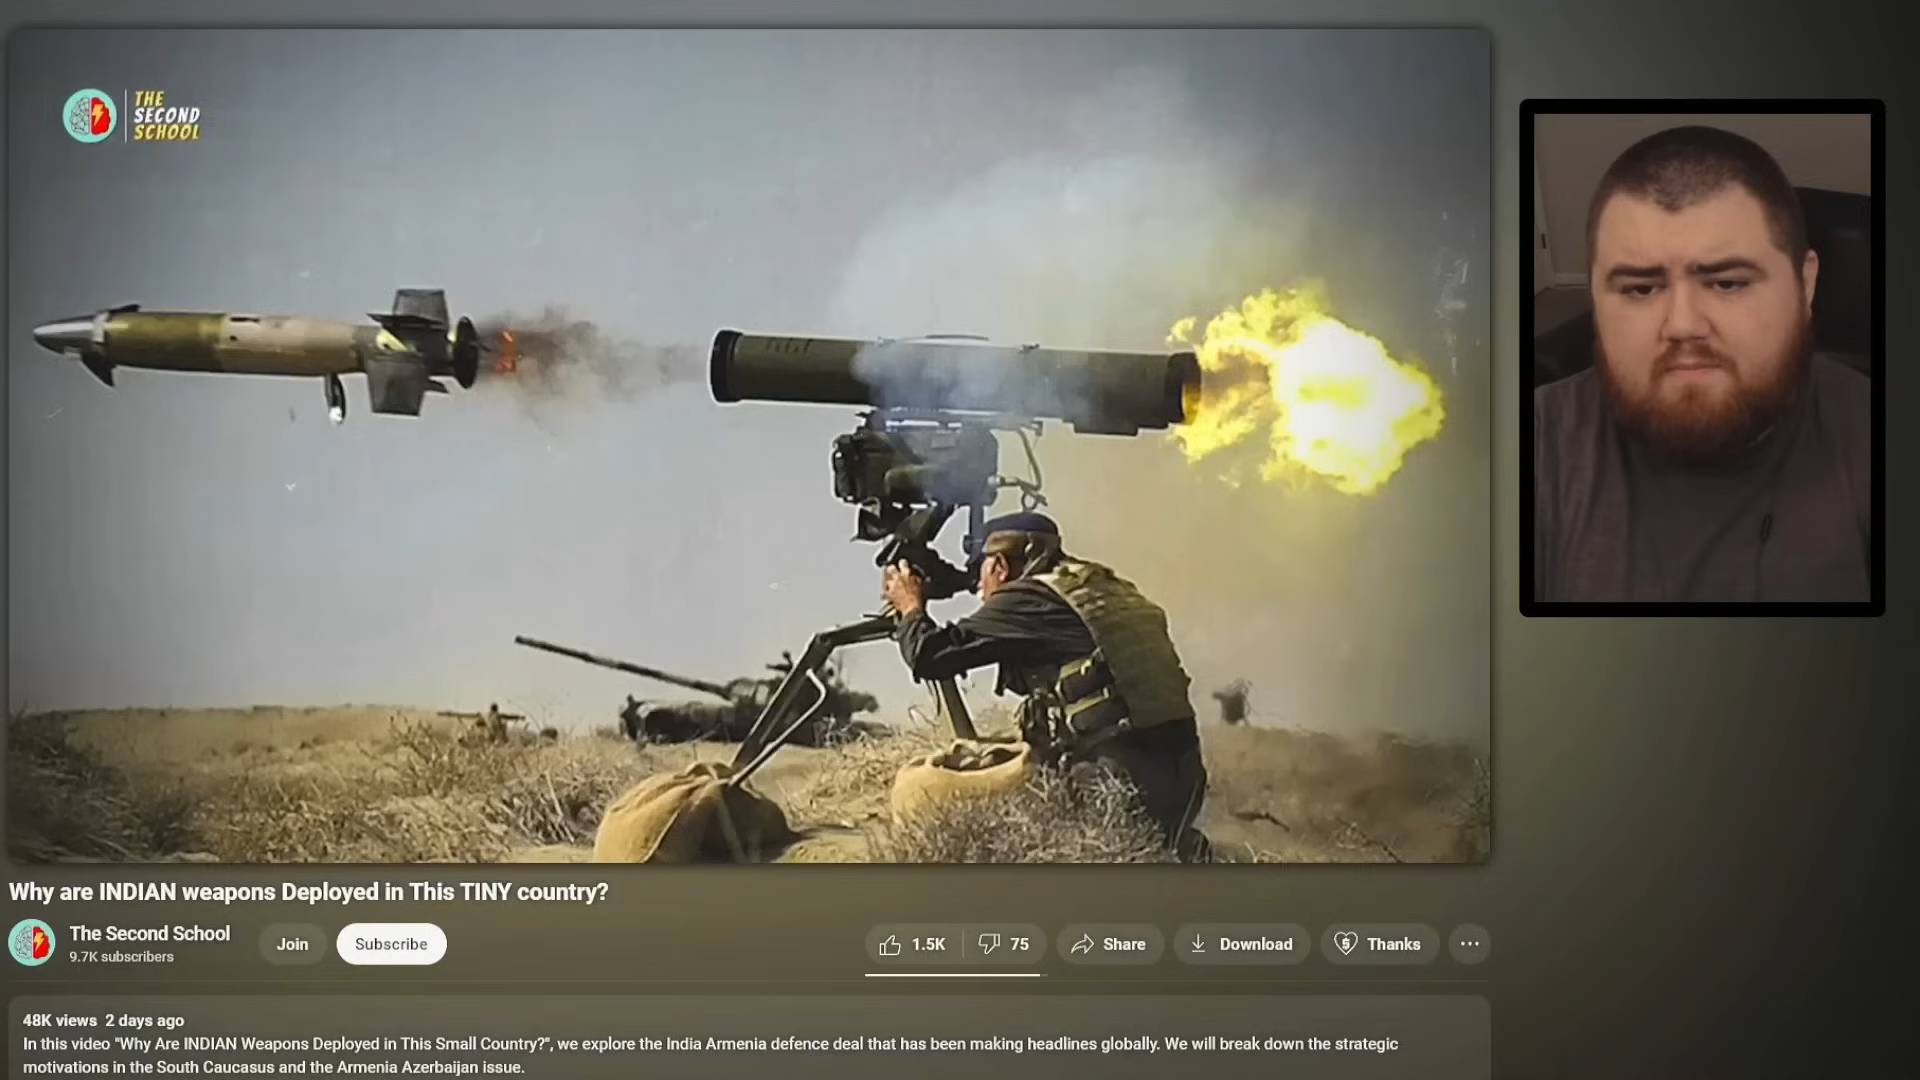 THE
SECOND
SCHOOL
Why are INDIAN weapons Deployed in This TINY country?
The Second School
9.7K subscribers
Join
Subscribe
1.5K
75
Share
Download
Thanks
48K views 2 days ago
In this video "Why Are INDIAN Weapons Deployed in This Small Country?", we explore the India Armenia defence deal that has been making headlines globally. We will break down the strategic
motivations in the South Caucasus and the Armenia Azerbaijan issue.